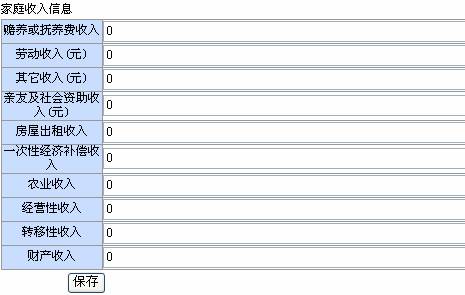 家庭收入信息
赡养或抚养费收入 0
劳动收入(元) 0
其它收入(元) 0
亲友及社会资助收
入(元) 0
房屋出租收入 0
一次性经济补偿收
入 0
农业收入 0
经营性收入 0
转移性收入 0
财产收入 0
保存